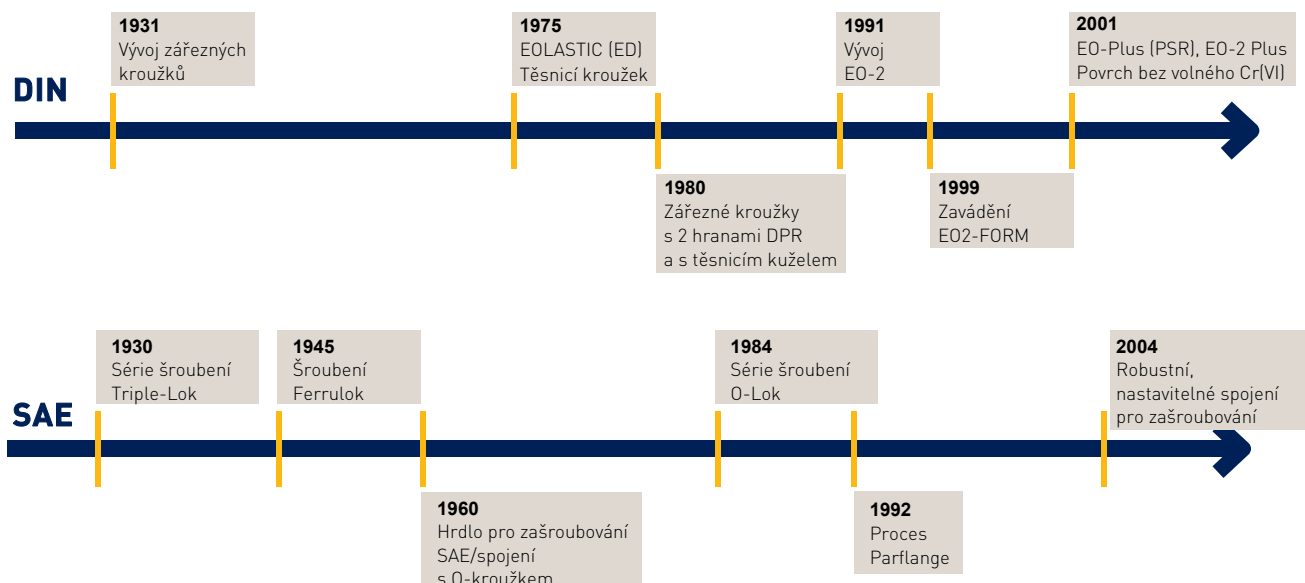 1931
Vývoj zářezných
kroužků
1975
EOLASTIC (ED)
Těsnicí kroužek
1991
Vývoj
EO-2
2001
EO-Plus (PSR), EO-2 Plus
Povrch bez volného Cr(VI)
DIN
1980
Zářezné kroužky
s 2 hranami DPR
a s těsnicím kuželem
1999
Zavádění
EO2-FORM
1930
Série šroubení
Triple-Lok
1945
Šroubení
Ferrulok
1984
Série šroubení
O-Lok
2004
Robustní,
nastavitelné spojení
pro zašroubování
SAE
1960
Hrdlo pro zašroubování
SAE/spojení
s O-kroužkem
1992
Proces
Parflange